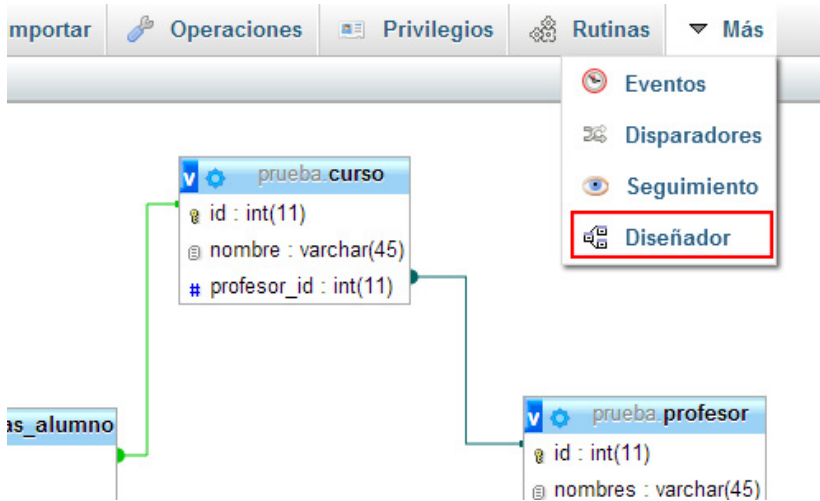 mportar Operaciones Privilegios Rutinas Más
Eventos
Disparadores
Seguimiento
Diseñador
prueba.curso
id : int(11)
nombre : varchar(45)
profesor_id : int(11)
as_alumno
prueba.profesor
id : int(11)
nombres : varchar(45)